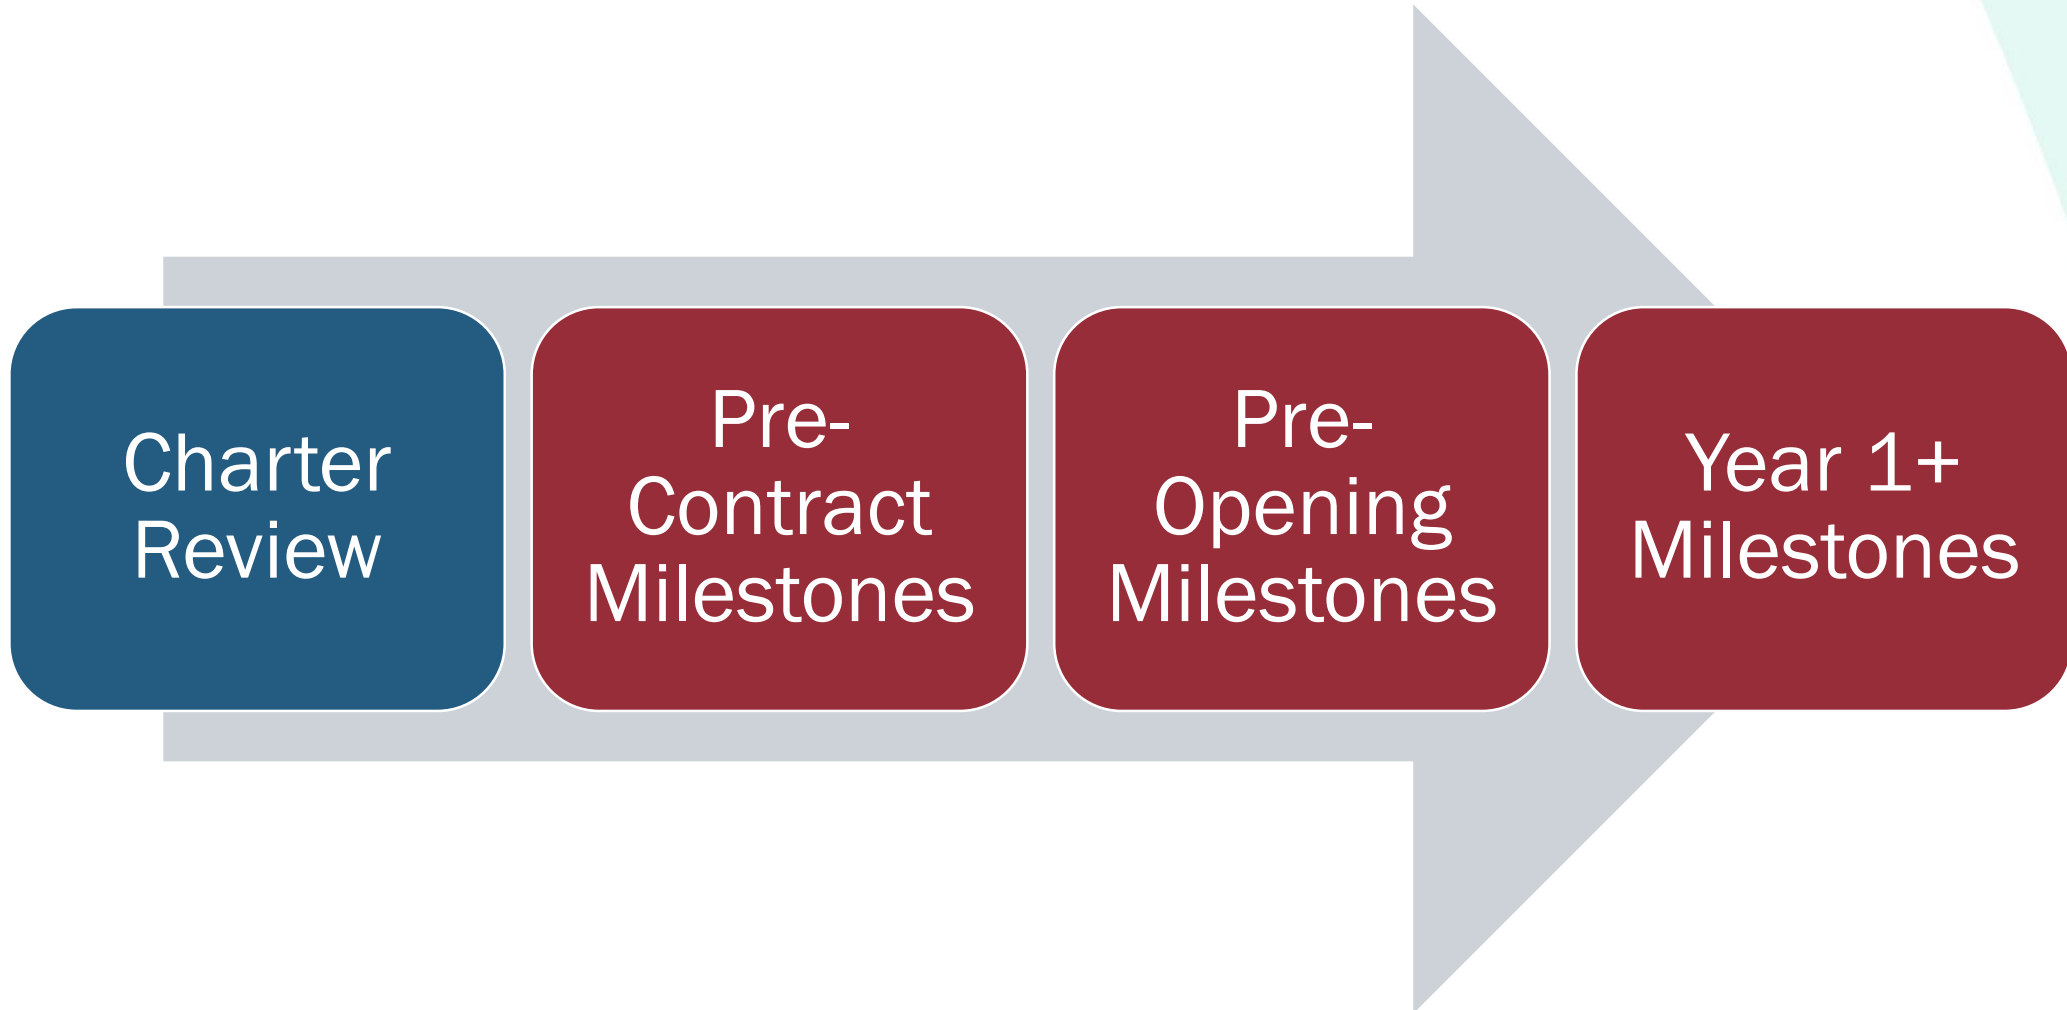 Charter
Review
Pre-
Contract
Milestones
Pre-
Opening
Milestones
Year 1+
Milestones